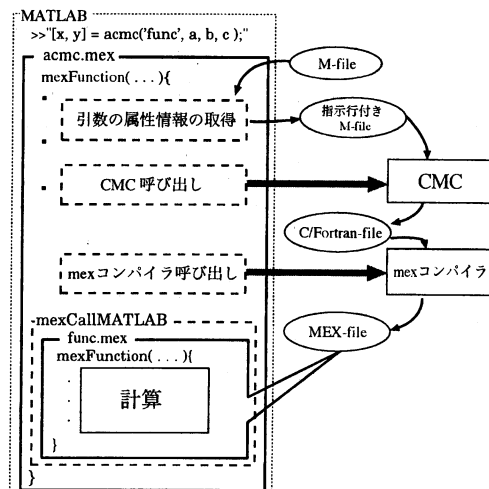 MATLAB
>>"[x, y] = acmc('func', a, b, c );"
acmc.mex
mexFunction( . . . ){
M-file
引数の属性情報の取得
指示行付き
M-file
CMC 呼び出し
CMC
C/Fortran-file
mexコンパイラ呼び出し
mexコンパイラ
mexCallMATLAB
MEX-file
func.mex
mexFunction( . . . ){
計算
}
}